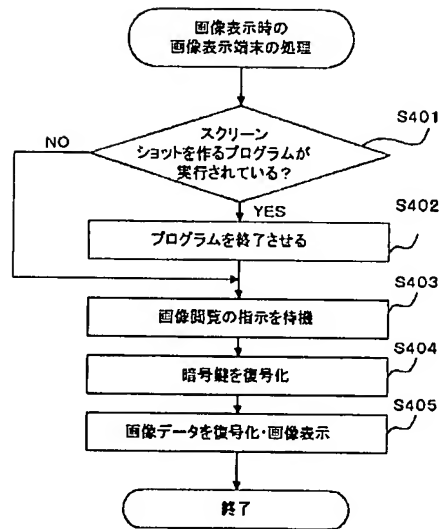 画像表示時の
画像表示端末の処理
S401
NO
スクリーン
ショットを作るプログラムが
実行されている?
YES
S402
プログラムを終了させる
S403
画像閲覧の指示を待機
S404
暗号鍵を復号化
S405
画像データを復号化・画像表示
終了